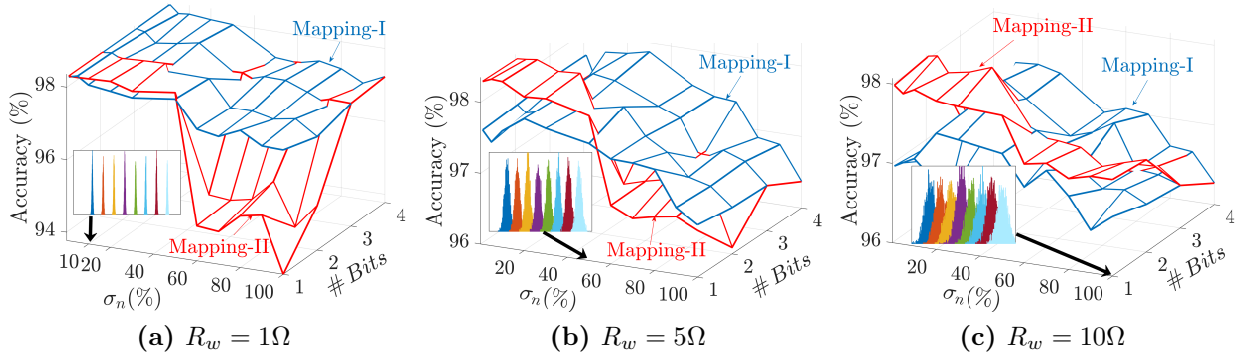 Mapping-I
Mapping-II
Accuracy (%)
98
96
94
10
20
40
60
80
100
σn(%)
1
2
3
4
# Bits
(a) Rw = 1Ω
Mapping-I
Mapping-II
Accuracy (%)
98
97
96
20
40
60
80
100
σn(%)
1
2
3
4
# Bits
(b) Rw = 5Ω
Mapping-II
Mapping-I
Accuracy (%)
98
97
96
20
40
60
80
100
σn(%)
1
2
3
4
# Bits
(c) Rw = 10Ω